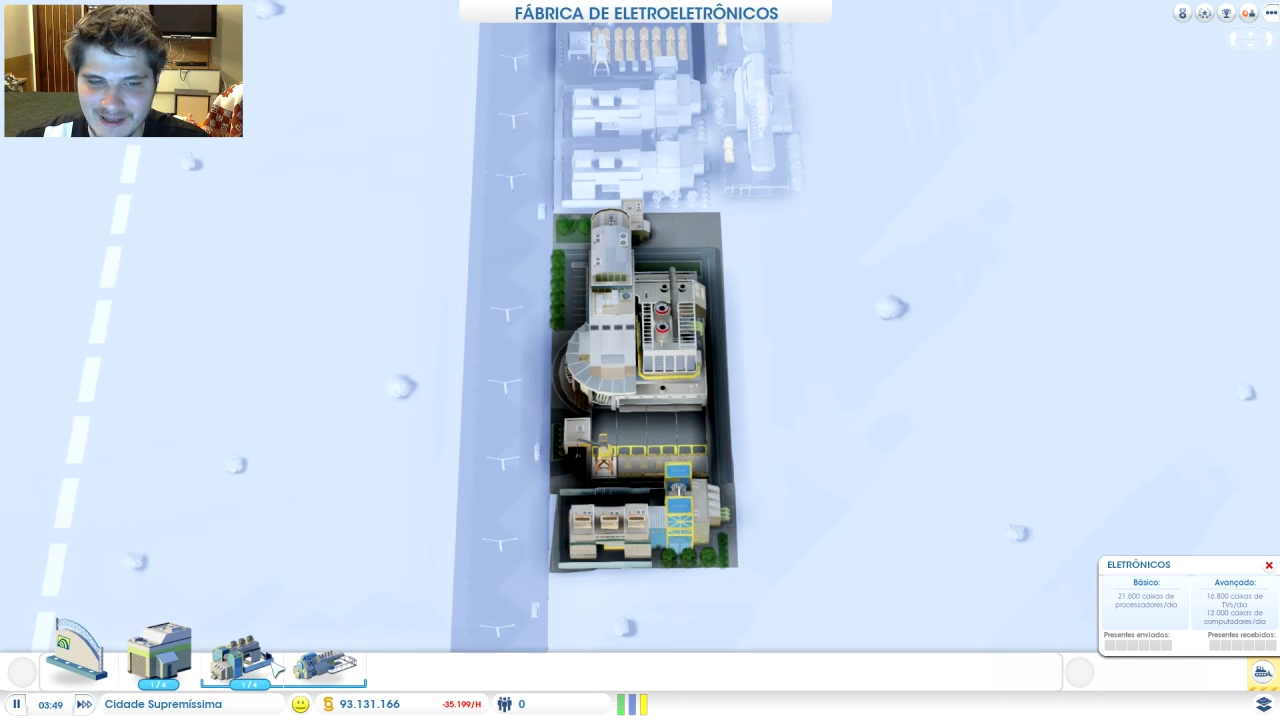 FÁBRICA DE ELETROELETRÔNICOS
ELETRÔNICOS
Básico:
21.600 caixas de
processadores/dia
Avançado:
16.800 caixas de
TVs/dia
12.000 caixas de
computadores/dia
Presentes enviados:
Presentes recebidos:
1/4
1/4
03:49
Cidade Supremíssima
93.131.166
-35.199/H
0